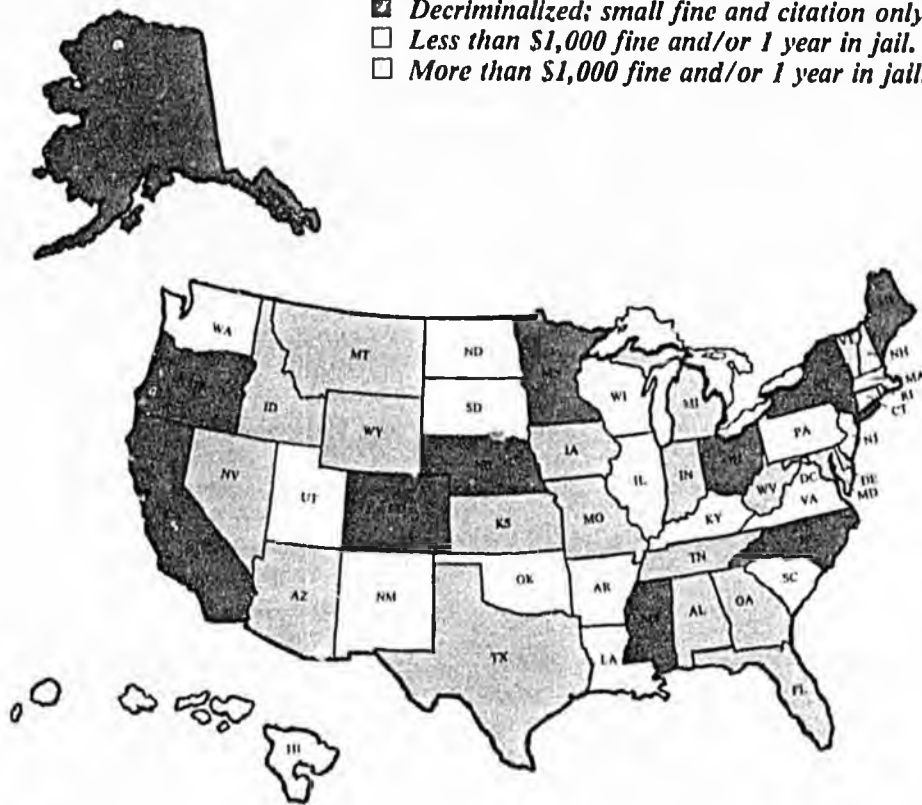 Decriminalized; small fine and citation only
Less than $1,000 fine and/or 1 year in jail.
More than $1,000 fine and/or 1 year in jail.
WA
MT
ND
ID
SD
WI
MI
VT
NH
MA
RI
CT
WY
IA
PA
NJ
NV
UT
IL
IN
WV
DC
DE
MD
VA
KS
MO
KY
TN
AZ
NM
OK
AR
SC
AL
GA
TX
LA
FL
HI